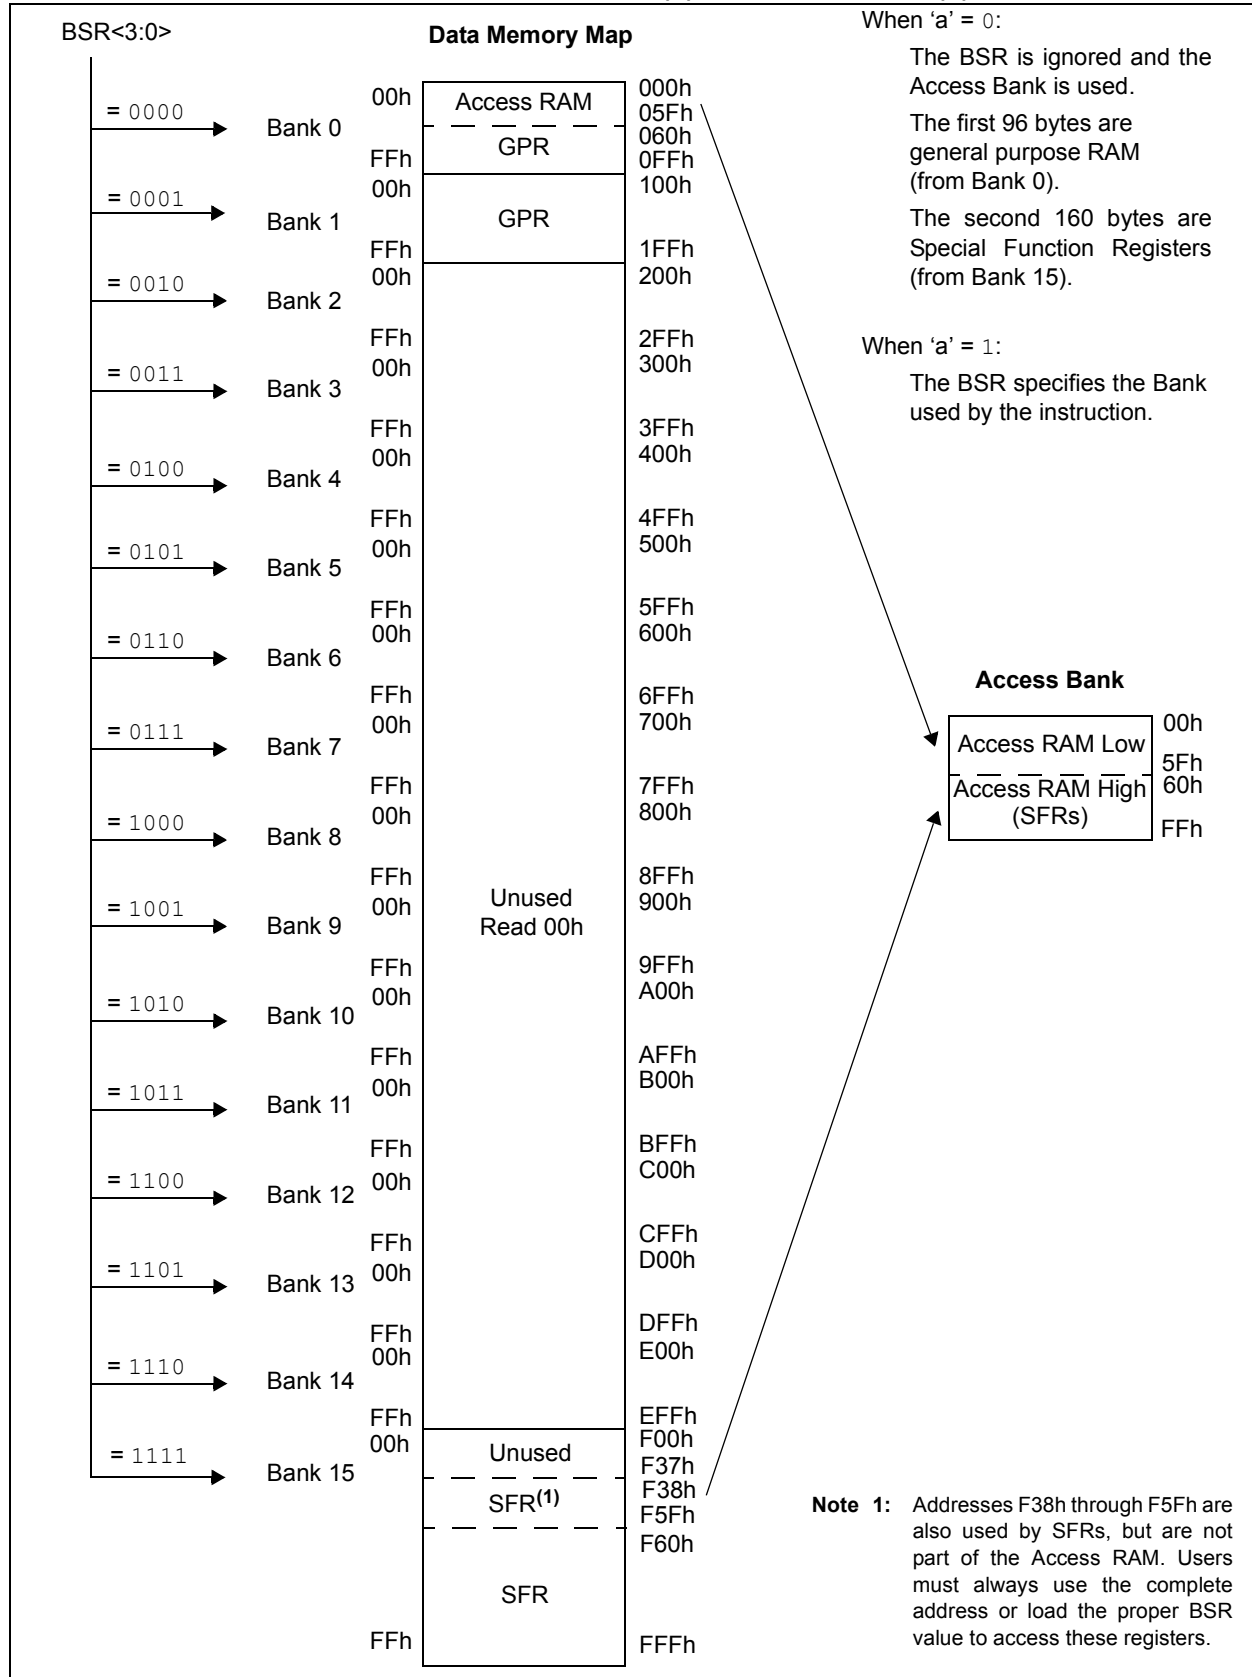 BSR<3:0>
Data Memory Map
When ‘a’ = 0:
The BSR is ignored and the
Access Bank is used.
The first 96 bytes are
general purpose RAM
(from Bank 0).
The second 160 bytes are
Special Function Registers
(from Bank 15).
When ‘a’ = 1:
The BSR specifies the Bank
used by the instruction.
= 0000
Bank 0
00h
FFh
Access RAM
GPR
000h
05Fh
060h
0FFh
= 0001
Bank 1
00h
FFh
GPR
100h
1FFh
= 0010
Bank 2
00h
FFh
200h
2FFh
= 0011
Bank 3
00h
FFh
300h
3FFh
= 0100
Bank 4
00h
FFh
400h
4FFh
= 0101
Bank 5
00h
FFh
500h
5FFh
= 0110
Bank 6
00h
FFh
600h
6FFh
= 0111
Bank 7
00h
FFh
700h
7FFh
= 1000
Bank 8
00h
FFh
800h
8FFh
= 1001
Bank 9
00h
FFh
Unused
Read 00h
900h
9FFh
= 1010
Bank 10
00h
FFh
A00h
AFFh
= 1011
Bank 11
00h
FFh
B00h
BFFh
= 1100
Bank 12
00h
FFh
C00h
CFFh
= 1101
Bank 13
00h
FFh
D00h
DFFh
= 1110
Bank 14
00h
FFh
E00h
EFFh
= 1111
Bank 15
00h
FFh
Unused
SFR(1)
SFR
F00h
F37h
F38h
F5Fh
F60h
FFFh
Access Bank
Access RAM Low
Access RAM High
(SFRs)
00h
5Fh
60h
FFh
Note 1: Addresses F38h through F5Fh are
also used by SFRs, but are not
part of the Access RAM. Users
must always use the complete
address or load the proper BSR
value to access these registers.